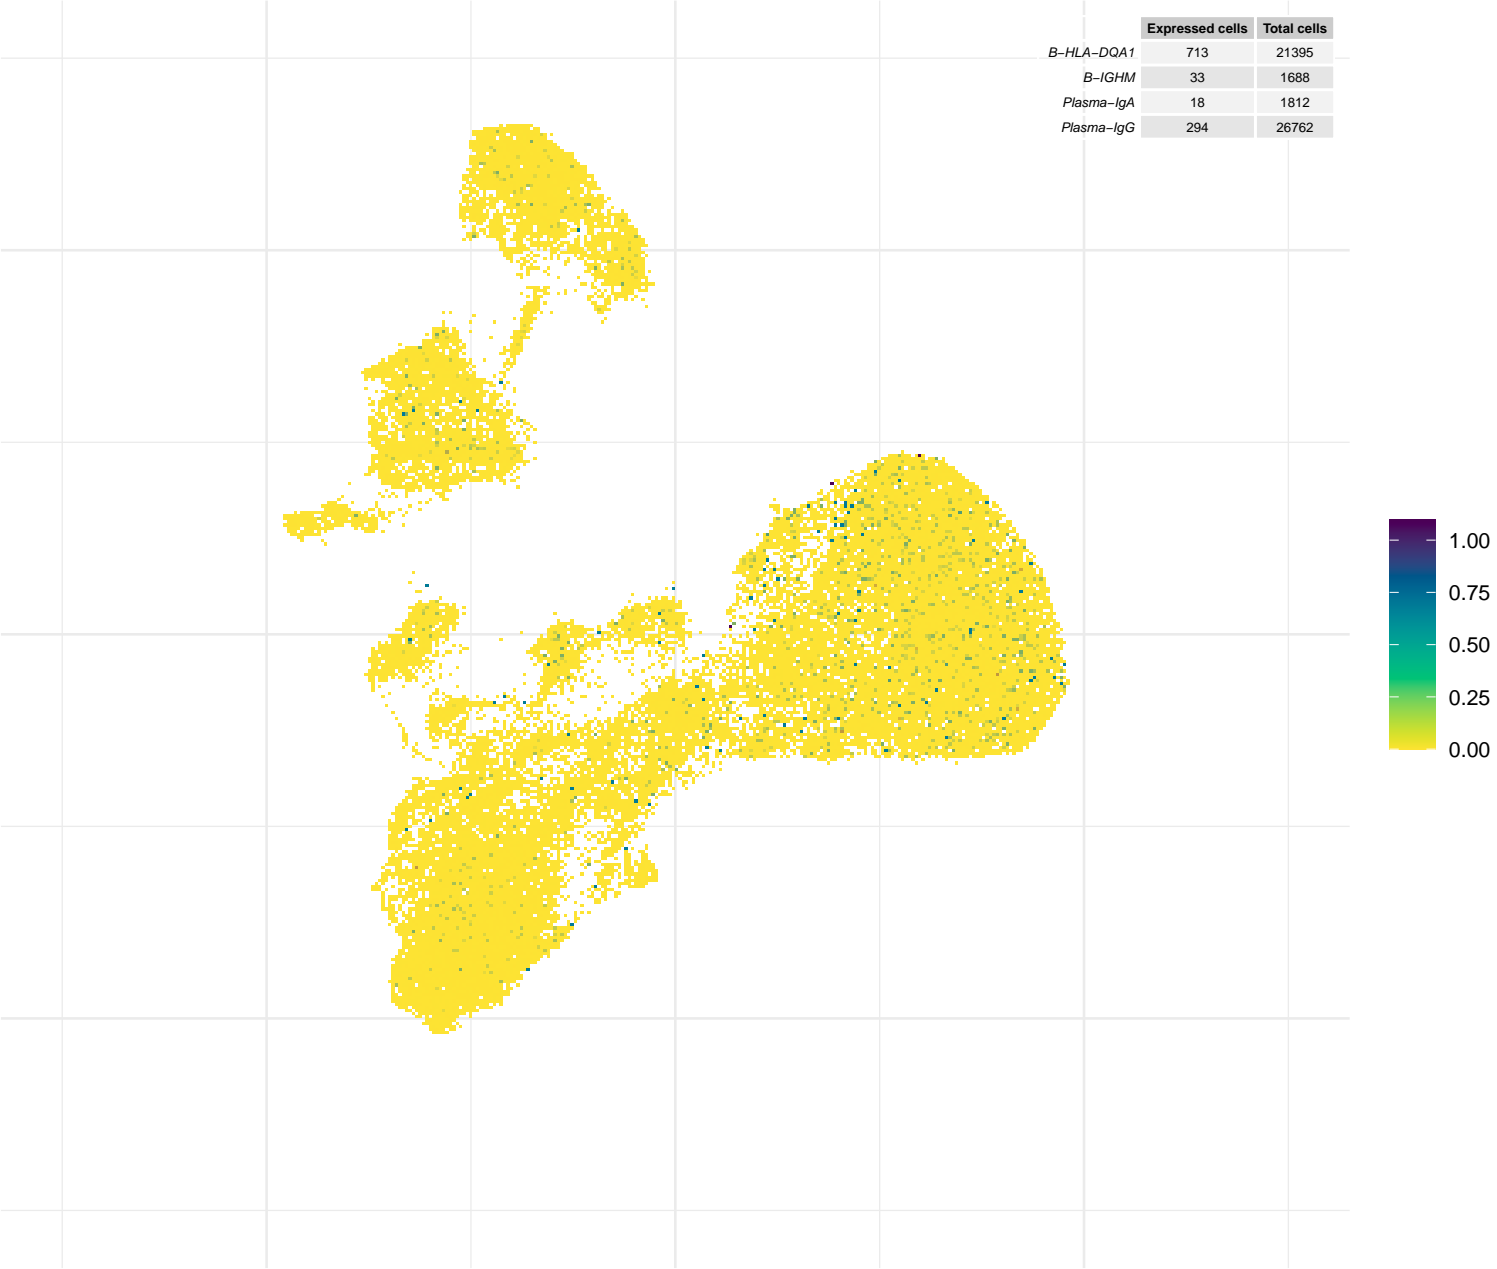 Expressed cells Total cells
B−HLA−DQA1 713 21395
B−IGHM 33 1688
Plasma−IgA 18 1812
Plasma−IgG 294 26762
1.00
0.75
0.50
0.25
0.00